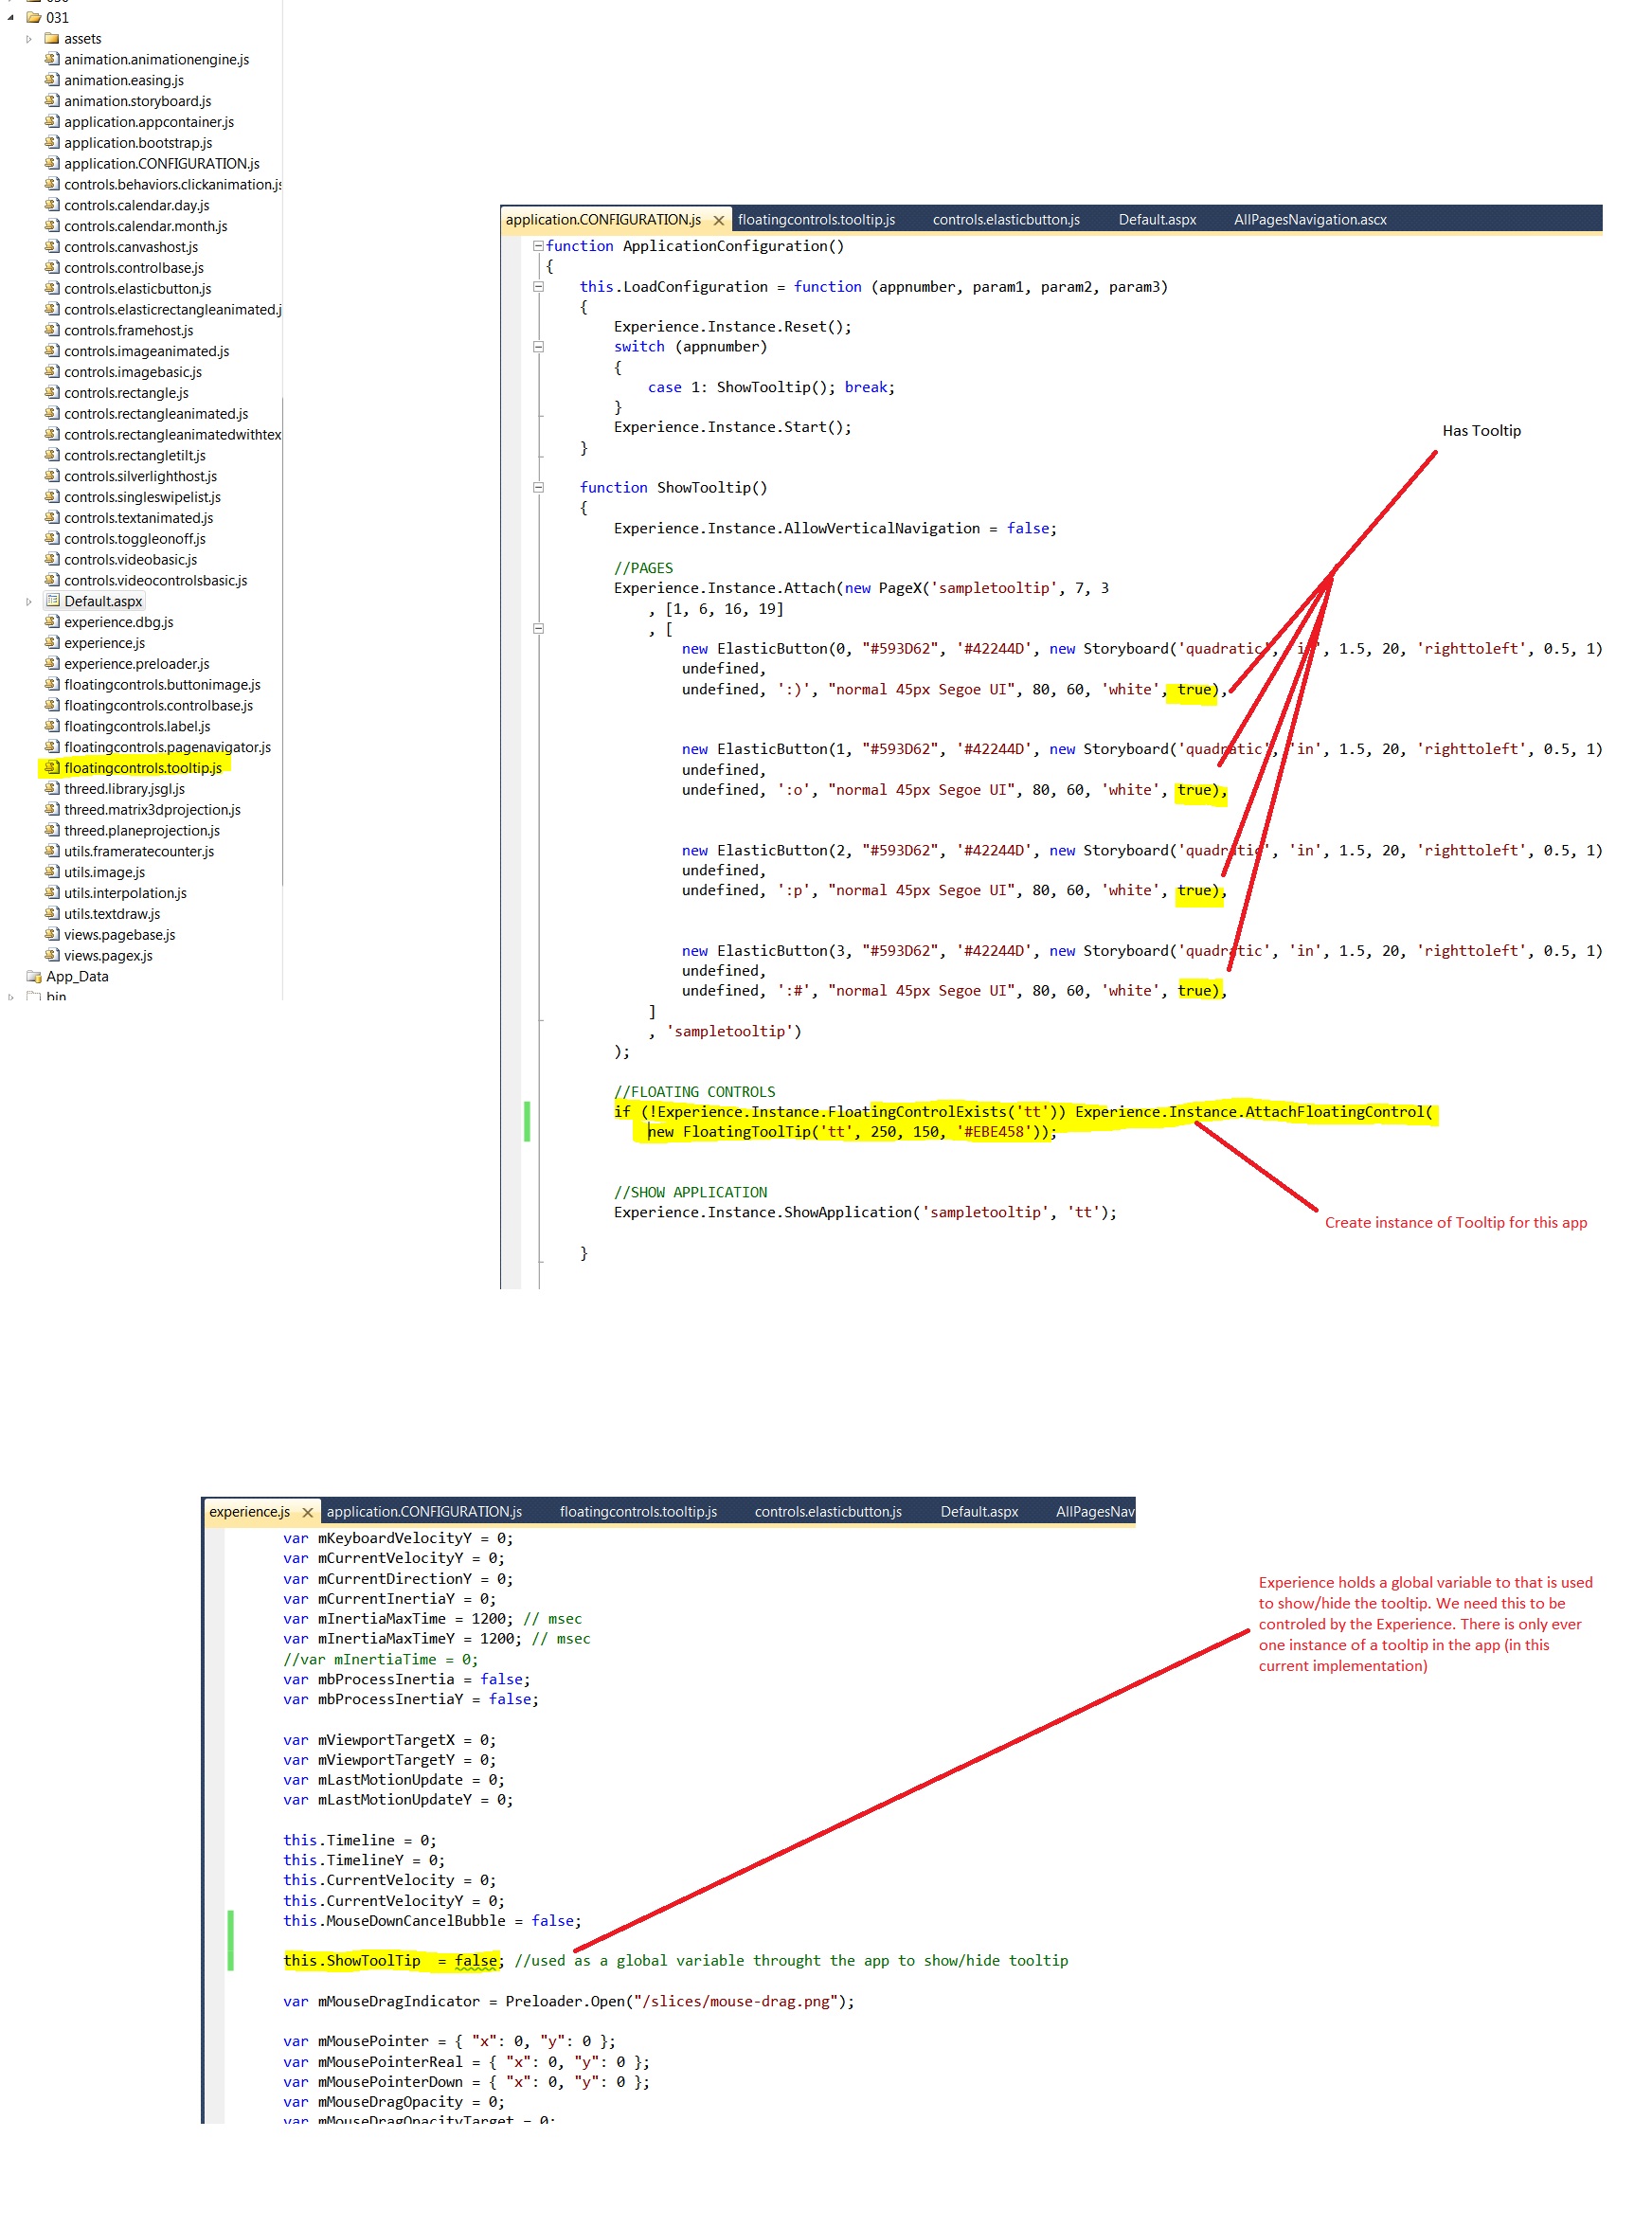 031
assets
animation.animationengine.js
animation.easing.js
animation.storyboard.js
application.appcontainer.js
application.bootstrap.js
application.CONFIGURATION.js
controls.behaviors.clickanimation.js
controls.calendar.day.js
controls.calendar.month.js
controls.canvashost.js
controls.controlbase.js
controls.elasticbutton.js
controls.elasticrectangleanimated.j
controls.framehost.js
controls.imageanimated.js
controls.imagebasic.js
controls.rectangle.js
controls.rectangleanimated.js
controls.rectangleanimatedwithtex
controls.rectangletilt.js
controls.silverlighthost.js
controls.singleswipelist.js
controls.textanimated.js
controls.toggleonoff.js
controls.videobasic.js
controls.videocontrolsbasic.js
Default.aspx
experience.dbg.js
experience.js
experience.preloader.js
floatingcontrols.buttonimage.js
floatingcontrols.controlbase.js
floatingcontrols.label.js
floatingcontrols.pagenavigator.js
floatingcontrols.tooltip.js
threed.library.jsgl.js
threed.matrix3dprojection.js
threed.planeprojection.js
utils.frameratecounter.js
utils.image.js
utils.interpolation.js
utils.textdraw.js
views.pagebase.js
views.pagex.js
App_Data
bin
application.CONFIGURATION.js floatingcontrols.tooltip.js controls.elasticbutton.js Default.aspx AllPagesNavigation.ascx
function ApplicationConfiguration()
{
this.LoadConfiguration = function (appnumber, param1, param2, param3)
{
Experience.Instance.Reset();
switch (appnumber)
{
case 1: ShowTooltip(); break;
}
Experience.Instance.Start();
}
Has Tooltip
function ShowTooltip()
{
Experience.Instance.AllowVerticalNavigation = false;
//PAGES
Experience.Instance.Attach(new PageX('sampletooltip', 7, 3
, [1, 6, 16, 19]
, [
new ElasticButton(0, "#593D62", '#42244D', new Storyboard('quadratic', 'in', 1.5, 20, 'righttoleft', 0.5, 1)
undefined,
undefined, ':)', "normal 45px Segoe UI", 80, 60, 'white', true),
new ElasticButton(1, "#593D62", '#42244D', new Storyboard('quadratic', 'in', 1.5, 20, 'righttoleft', 0.5, 1)
undefined,
undefined, ':o', "normal 45px Segoe UI", 80, 60, 'white', true),
new ElasticButton(2, "#593D62", '#42244D', new Storyboard('quadratic', 'in', 1.5, 20, 'righttoleft', 0.5, 1)
undefined,
undefined, ':p', "normal 45px Segoe UI", 80, 60, 'white', true),
new ElasticButton(3, "#593D62", '#42244D', new Storyboard('quadratic', 'in', 1.5, 20, 'righttoleft', 0.5, 1)
undefined,
undefined, ':#', "normal 45px Segoe UI", 80, 60, 'white', true),
]
, 'sampletooltip')
);
//FLOATING CONTROLS
if (!Experience.Instance.FloatingControlExists('tt')) Experience.Instance.AttachFloatingControl(
new FloatingToolTip('tt', 250, 150, '#EBE458'));
//SHOW APPLICATION
Experience.Instance.ShowApplication('sampletooltip', 'tt');
Create instance of Tooltip for this app
}
experience.js application.CONFIGURATION.js floatingcontrols.tooltip.js controls.elasticbutton.js Default.aspx AllPagesNav
var mKeyboardVelocityY = 0;
var mCurrentVelocityY = 0;
var mCurrentDirectionY = 0;
var mCurrentInertiaY = 0;
var mInertiaMaxTime = 1200; // msec
var mInertiaMaxTimeY = 1200; // msec
//var mInertiaTime = 0;
var mbProcessInertia = false;
var mbProcessInertiaY = false;
var mViewportTargetX = 0;
var mViewportTargetY = 0;
var mLastMotionUpdate = 0;
var mLastMotionUpdateY = 0;
this.Timeline = 0;
this.TimelineY = 0;
this.CurrentVelocity = 0;
this.CurrentVelocityY = 0;
this.MouseDownCancelBubble = false;
this.ShowToolTip = false; //used as a global variable throught the app to show/hide tooltip
var mMouseDragIndicator = Preloader.Open("/slices/mouse-drag.png");
var mMousePointer = { "x": 0, "y": 0 };
var mMousePointerReal = { "x": 0, "y": 0 };
var mMousePointerDown = { "x": 0, "y": 0 };
var mMouseDragOpacity = 0;
var mMouseDragOpacityTarget = 0;
Experience holds a global variable to that is used
to show/hide the tooltip. We need this to be
controled by the Experience. There is only ever
one instance of a tooltip in the app (in this
current implementation)